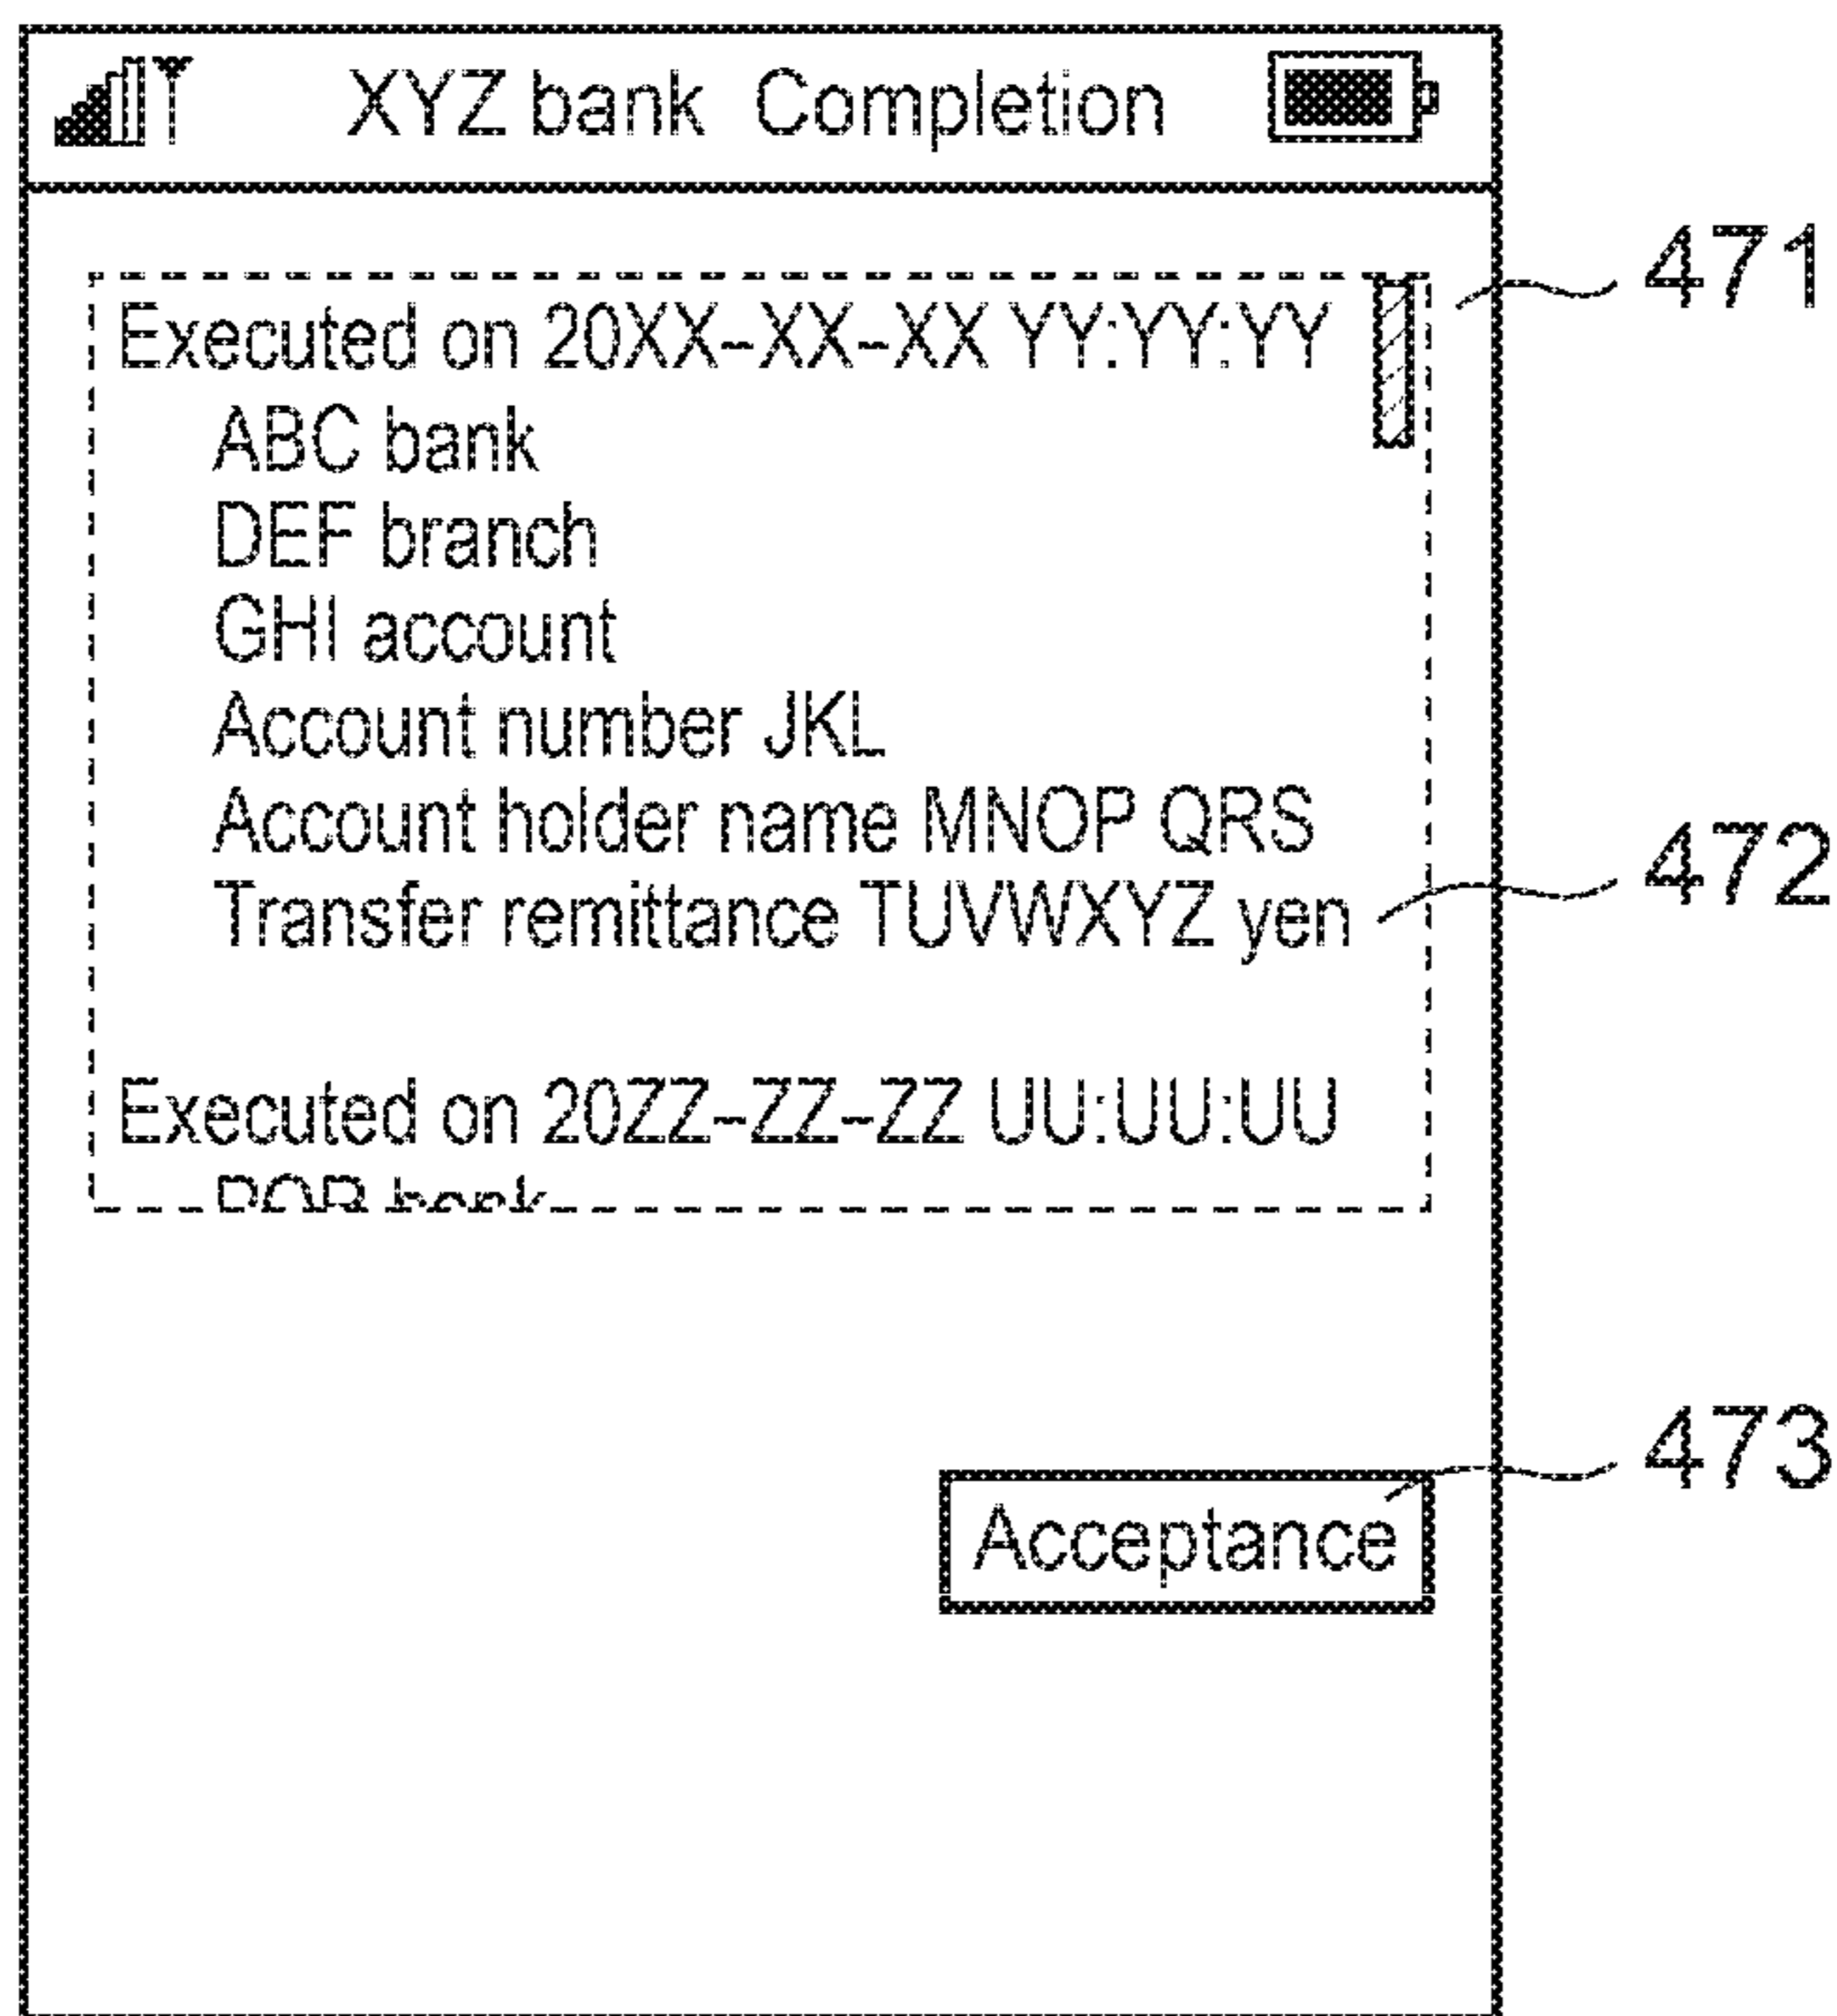 XYZ bank Completion
471
Executed on 20XX-XX-XX YY:YY:YY
ABC bank
DEF branch
GHI account
Account number JKL
Account holder name MNOP QRS
472
Transfer remittance TUVWXYZ yen
Executed on 20ZZ-ZZ-ZZ UU:UU:UU
bank
473
Acceptance